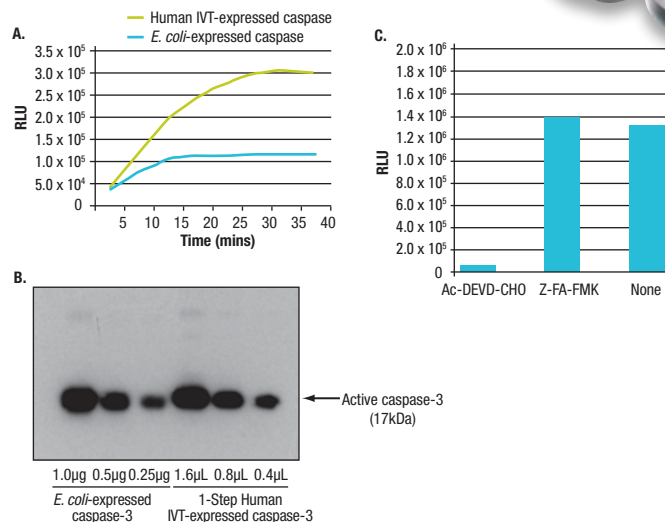 Human IVT-expressed caspase
E. coli-expressed caspase
A.
3.5 x 10⁵
3.0 x 10⁵
2.5 x 10⁵
2.0 x 10⁵
1.5 x 10⁵
1.0 x 10⁵
5.0 x 10⁴
0
RLU
5 10 15 20 25 30 35 40
Time (mins)
C.
2.0 x 10⁶
1.8 x 10⁶
1.6 x 10⁶
1.4 x 10⁶
1.2 x 10⁶
1.0 x 10⁶
8.0 x 10⁵
6.0 x 10⁵
4.0 x 10⁵
2.0 x 10⁵
0
RLU
Ac-DEVD-CHO Z-FA-FMK None
B.
Active caspase-3
(17kDa)
1.0µg 0.5µg 0.25µg 1.6µL 0.8µL 0.4µL
E. coli-expressed
caspase-3
1-Step Human
IVT-expressed caspase-3